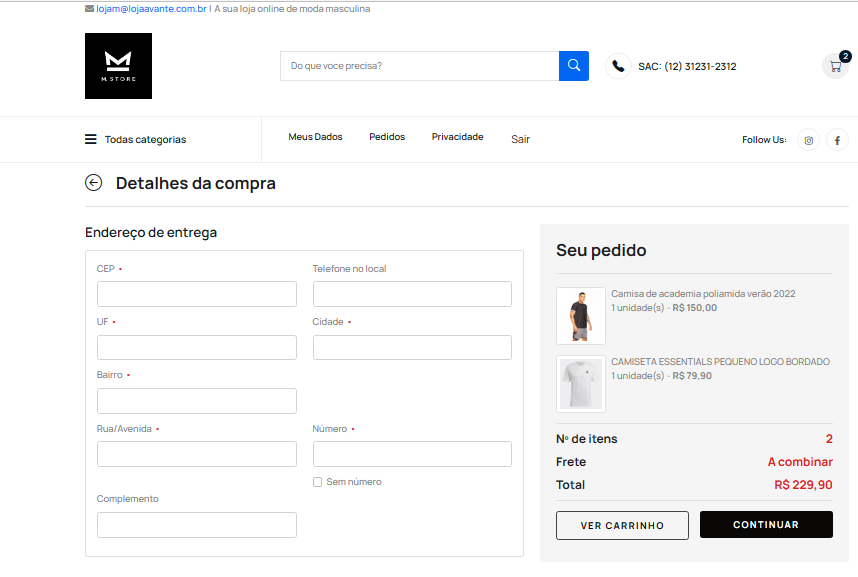 lojam@lojaavante.com.br | A sua loja online de moda masculina
M. STORE
Do que voce precisa?
SAC: (12) 31231-2312
2
Todas categorias
Meus Dados
Pedidos
Privacidade
Sair
Follow Us:
Detalhes da compra
Endereço de entrega
CEP •
Telefone no local
UF •
Cidade •
Bairro •
Rua/Avenida •
Número •
Sem número
Complemento
Seu pedido
Camisa de academia poliamida verão 2022
1 unidade(s) - R$ 150,00
CAMISETA ESSENTIALS PEQUENO LOGO BORDADO
1 unidade(s) - R$ 79,90
Nº de itens 2
Frete A combinar
Total R$ 229,90
VER CARRINHO
CONTINUAR